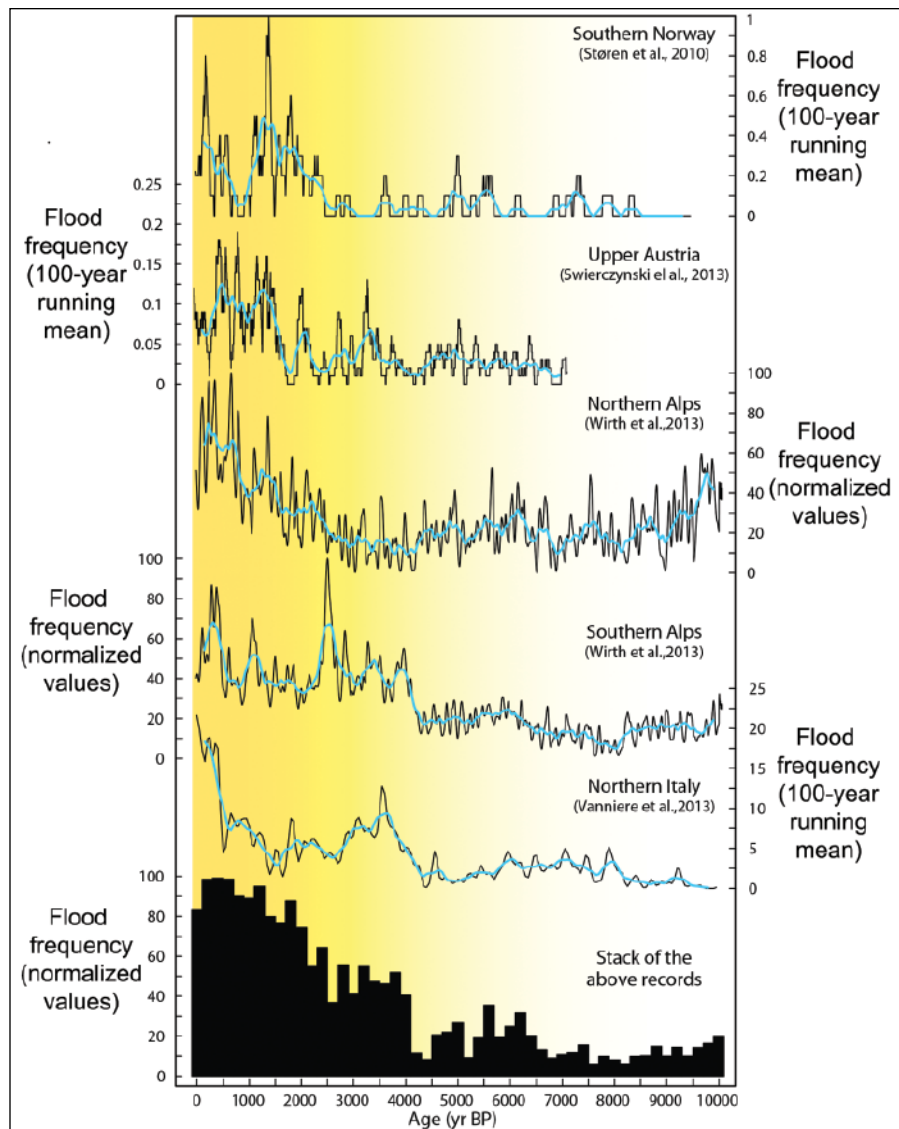 Southern Norway
(Støren et al., 2010)
1
0.8
0.6
0.4
0.2
0
Flood
frequency
(100-year
running
mean)
0.25
0.2
0.15
0.1
0.05
0
Flood
frequency
(100-year
running
mean)
Upper Austria
(Swierczynski el al., 2013)
Northern Alps
(Wirth et al.,2013)
100
80
60
40
20
0
Flood
frequency
(normalized
values)
100
80
60
40
20
0
Flood
frequency
(normalized
values)
Southern Alps
(Wirth et al.,2013)
25
20
15
10
5
0
Flood
frequency
(100-year
running
mean)
Northern Italy
(Vanniere et al.,2013)
100
80
60
40
20
0
Flood
frequency
(normalized
values)
Stack of the
above records
0 1000 2000 3000 4000 5000 6000 7000 8000 9000 10000
Age (yr BP)